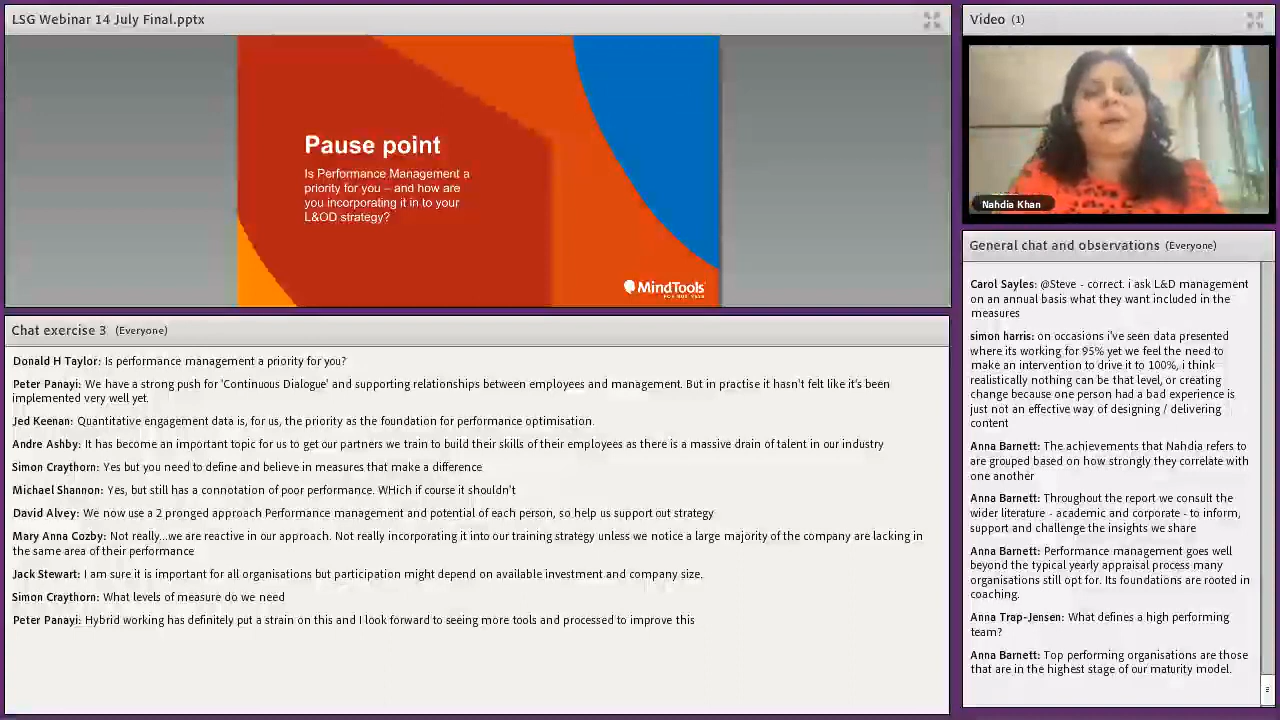 LSG Webinar 14 July Final.pptx
Pause point
Is Performance Management a
priority for you – and how are
you incorporating it in to your
L&OD strategy?
MindTools
FOR BUSINESS
Video (1)
Nahdia Khan
Chat exercise 3 (Everyone)
Donald H Taylor: Is performance management a priority for you?
Peter Panayi: We have a strong push for 'Continuous Dialogue' and supporting relationships between employees and management. But in practise it hasn't felt like it's been
implemented very well yet.
Jed Keenan: Quantitative engagement data is, for us, the priority as the foundation for performance optimisation.
Andre Ashby: It has become an important topic for us to get our partners we train to build their skills of their employees as there is a massive drain of talent in our industry
Simon Craythorn: Yes but you need to define and believe in measures that make a difference
Michael Shannon: Yes, but still has a connotation of poor performance. WHich if course it shouldn't
David Alvey: We now use a 2 pronged approach Performance management and potential of each person, so help us support out strategy
Mary Anna Cozby: Not really...we are reactive in our approach. Not really incorporating it into our training strategy unless we notice a large majority of the company are lacking in
the same area of their performance
Jack Stewart: I am sure it is important for all organisations but participation might depend on available investment and company size.
Simon Craythorn: What levels of measure do we need
Peter Panayi: Hybrid working has definitely put a strain on this and I look forward to seeing more tools and processed to improve this
General chat and observations (Everyone)
Carol Sayles: @Steve - correct. i ask L&D management
on an annual basis what they want included in the
measures
simon harris: on occasions i've seen data presented
where its working for 95% yet we feel the need to
make an intervention to drive it to 100%, i think
realistically nothing can be that level, or creating
change because one person had a bad experience is
just not an effective way of designing / delivering
content
Anna Barnett: The achievements that Nahdia refers to
are grouped based on how strongly they correlate with
one another
Anna Barnett: Throughout the report we consult the
wider literature - academic and corporate - to inform,
support and challenge the insights we share
Anna Barnett: Performance management goes well
beyond the typical yearly appraisal process many
organisations still opt for. Its foundations are rooted in
coaching.
Anna Trap-Jensen: What defines a high performing
team?
Anna Barnett: Top performing organisations are those
that are in the highest stage of our maturity model.